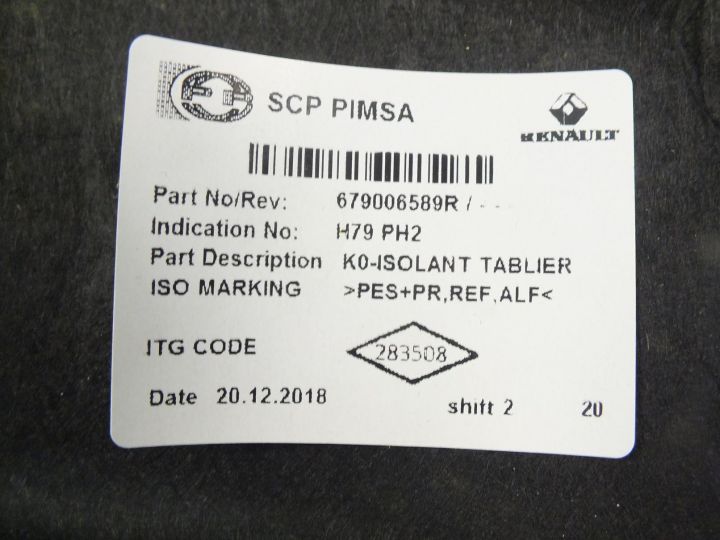 SCP PIMSA
RENAULT
Part No/Rev: 679006589R / - - -
Indication No: H79 PH2
Part Description K0-ISOLANT TABLIER
ISO MARKING >PES+PR,REF,ALF<
ITG CODE 283508
Date 20.12.2018 shift 2 20